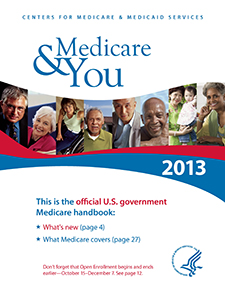 CENTERS FOR MEDICARE & MEDICAID SERVICES
Medicare
& You
2013
This is the official U.S. government
Medicare handbook:
★ What's new (page 4)
★ What Medicare covers (page 27)
Don't forget that Open Enrollment begins and ends
earlier—October 15–December 7. See page 12.